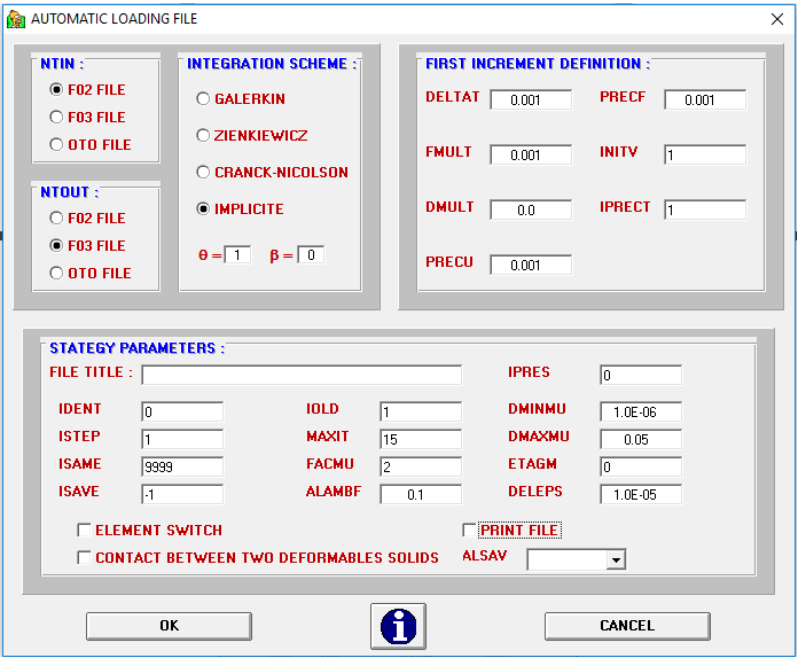 AUTOMATIC LOADING FILE
NTIN :
F02 FILE
F03 FILE
OTO FILE
NTOUT :
F02 FILE
F03 FILE
OTO FILE
INTEGRATION SCHEME :
GALERKIN
ZIENKIEWICZ
CRANCK-NICOLSON
IMPLICITE
θ = 1 β = 0
FIRST INCREMENT DEFINITION :
DELTAT 0.001 PRECF 0.001
FMULT 0.001 INITV 1
DMULT 0.0 IPRECT 1
PRECU 0.001
STATEGY PARAMETERS :
FILE TITLE : IPRES 0
IDENT 0 IOLD 1 DMINMU 1.0E-06
ISTEP 1 MAXIT 15 DMAXMU 0.05
ISAME 9999 FACMU 2 ETAGM 0
ISAVE -1 ALAMBF 0.1 DELEPS 1.0E-05
ELEMENT SWITCH PRINT FILE
CONTACT BETWEEN TWO DEFORMABLES SOLIDS ALSAV
OK i CANCEL